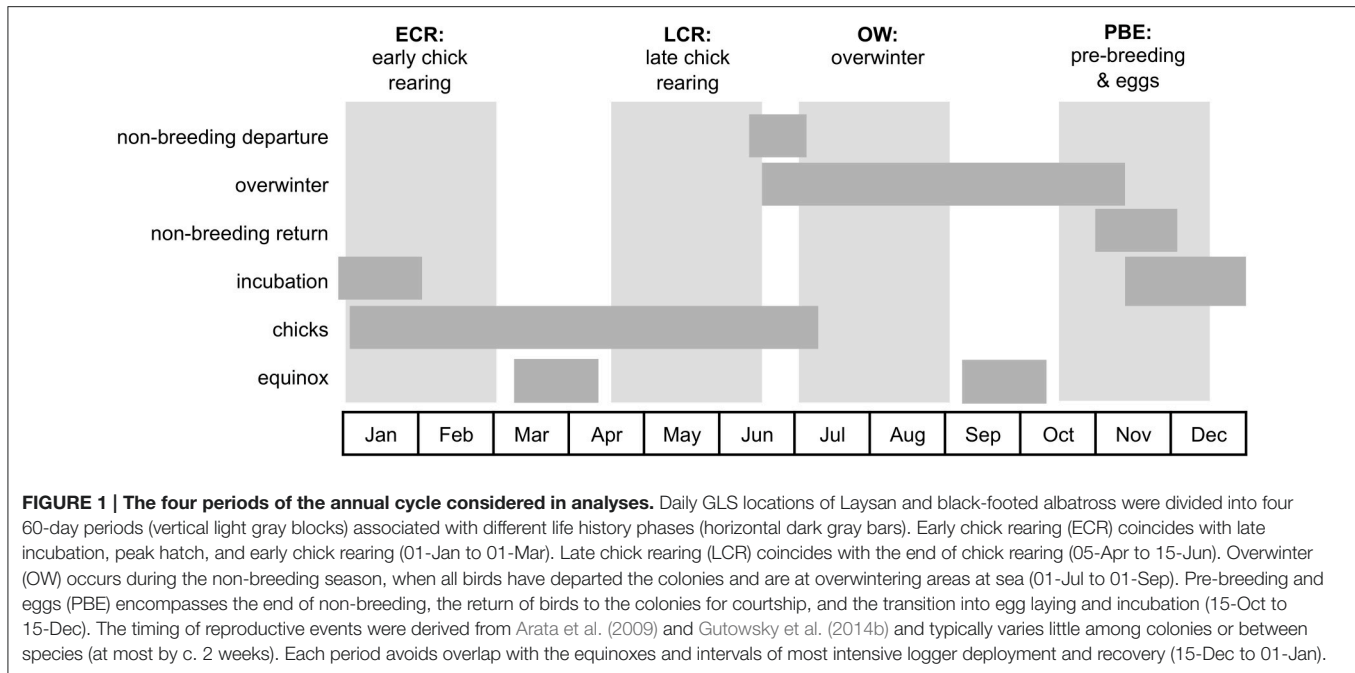 ECR:
early chick
rearing
LCR:
late chick
rearing
OW:
overwinter
PBE:
pre-breeding
& eggs
non-breeding departure
overwinter
non-breeding return
incubation
chicks
equinox
Jan Feb Mar Apr May Jun Jul Aug Sep Oct Nov Dec
FIGURE 1 | The four periods of the annual cycle considered in analyses. Daily GLS locations of Laysan and black-footed albatross were divided into four
60-day periods (vertical light gray blocks) associated with different life history phases (horizontal dark gray bars). Early chick rearing (ECR) coincides with late
incubation, peak hatch, and early chick rearing (01-Jan to 01-Mar). Late chick rearing (LCR) coincides with the end of chick rearing (05-Apr to 15-Jun). Overwinter
(OW) occurs during the non-breeding season, when all birds have departed the colonies and are at overwintering areas at sea (01-Jul to 01-Sep). Pre-breeding and
eggs (PBE) encompasses the end of non-breeding, the return of birds to the colonies for courtship, and the transition into egg laying and incubation (15-Oct to
15-Dec). The timing of reproductive events were derived from Arata et al. (2009) and Gutowsky et al. (2014b) and typically varies little among colonies or between
species (at most by c. 2 weeks). Each period avoids overlap with the equinoxes and intervals of most intensive logger deployment and recovery (15-Dec to 01-Jan).